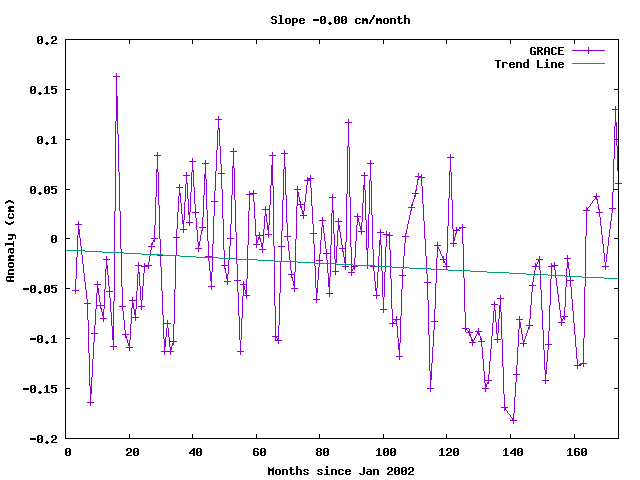 Slope -0.00 cm/month
GRACE
Trend Line
0.2
0.15
0.1
0.05
0
-0.05
-0.1
-0.15
-0.2
Anomaly (cm)
0 20 40 60 80 100 120 140 160
Months since Jan 2002